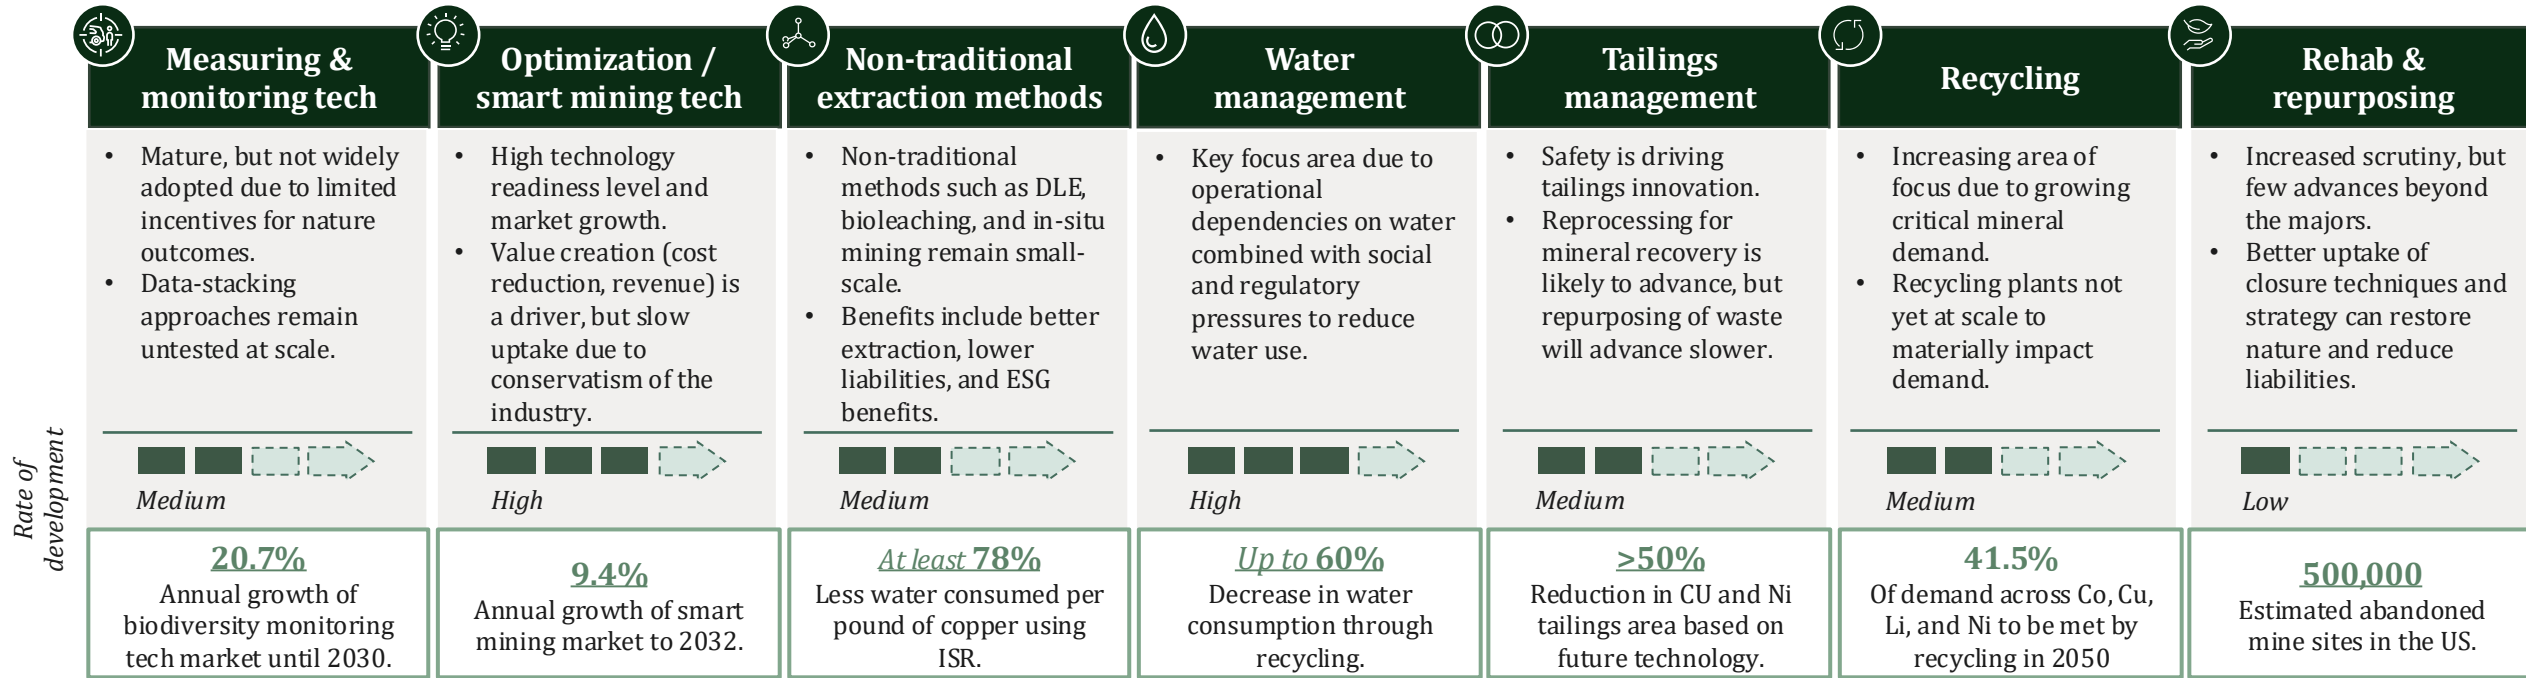 Measuring &
monitoring tech
• Mature, but not widely
adopted due to limited
incentives for nature
outcomes.
• Data-stacking
approaches remain
untested at scale.
Medium
20.7%
Annual growth of
biodiversity monitoring
tech market until 2030.
Optimization /
smart mining tech
• High technology
readiness level and
market growth.
• Value creation (cost
reduction, revenue) is
a driver, but slow
uptake due to
conservatism of the
industry.
High
9.4%
Annual growth of smart
mining market to 2032.
Non-traditional
extraction methods
• Non-traditional
methods such as DLE,
bioleaching, and in-situ
mining remain small-
scale.
• Benefits include better
extraction, lower
liabilities, and ESG
benefits.
Medium
At least 78%
Less water consumed per
pound of copper using
ISR.
Water
management
• Key focus area due to
operational
dependencies on water
combined with social
and regulatory
pressures to reduce
water use.
High
Up to 60%
Decrease in water
consumption through
recycling.
Tailings
management
• Safety is driving
tailings innovation.
• Reprocessing for
mineral recovery is
likely to advance, but
repurposing of waste
will advance slower.
Medium
>50%
Reduction in CU and Ni
tailings area based on
future technology.
Recycling
• Increasing area of
focus due to growing
critical mineral
demand.
• Recycling plants not
yet at scale to
materially impact
demand.
Medium
41.5%
Of demand across Co, Cu,
Li, and Ni to be met by
recycling in 2050
Rehab &
repurposing
• Increased scrutiny, but
few advances beyond
the majors.
• Better uptake of
closure techniques and
strategy can restore
nature and reduce
liabilities.
Low
500,000
Estimated abandoned
mine sites in the US.
Rate of
development